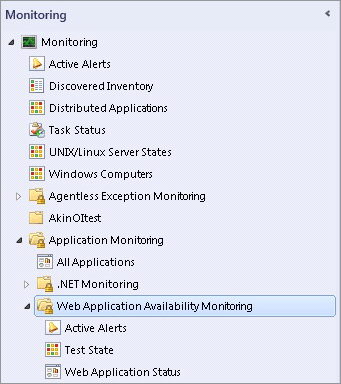 Monitoring
Monitoring
Active Alerts
Discovered Inventory
Distributed Applications
Task Status
UNIX/Linux Server States
Windows Computers
Agentless Exception Monitoring
AkinOItest
Application Monitoring
All Applications
.NET Monitoring
Web Application Availability Monitoring
Active Alerts
Test State
Web Application Status